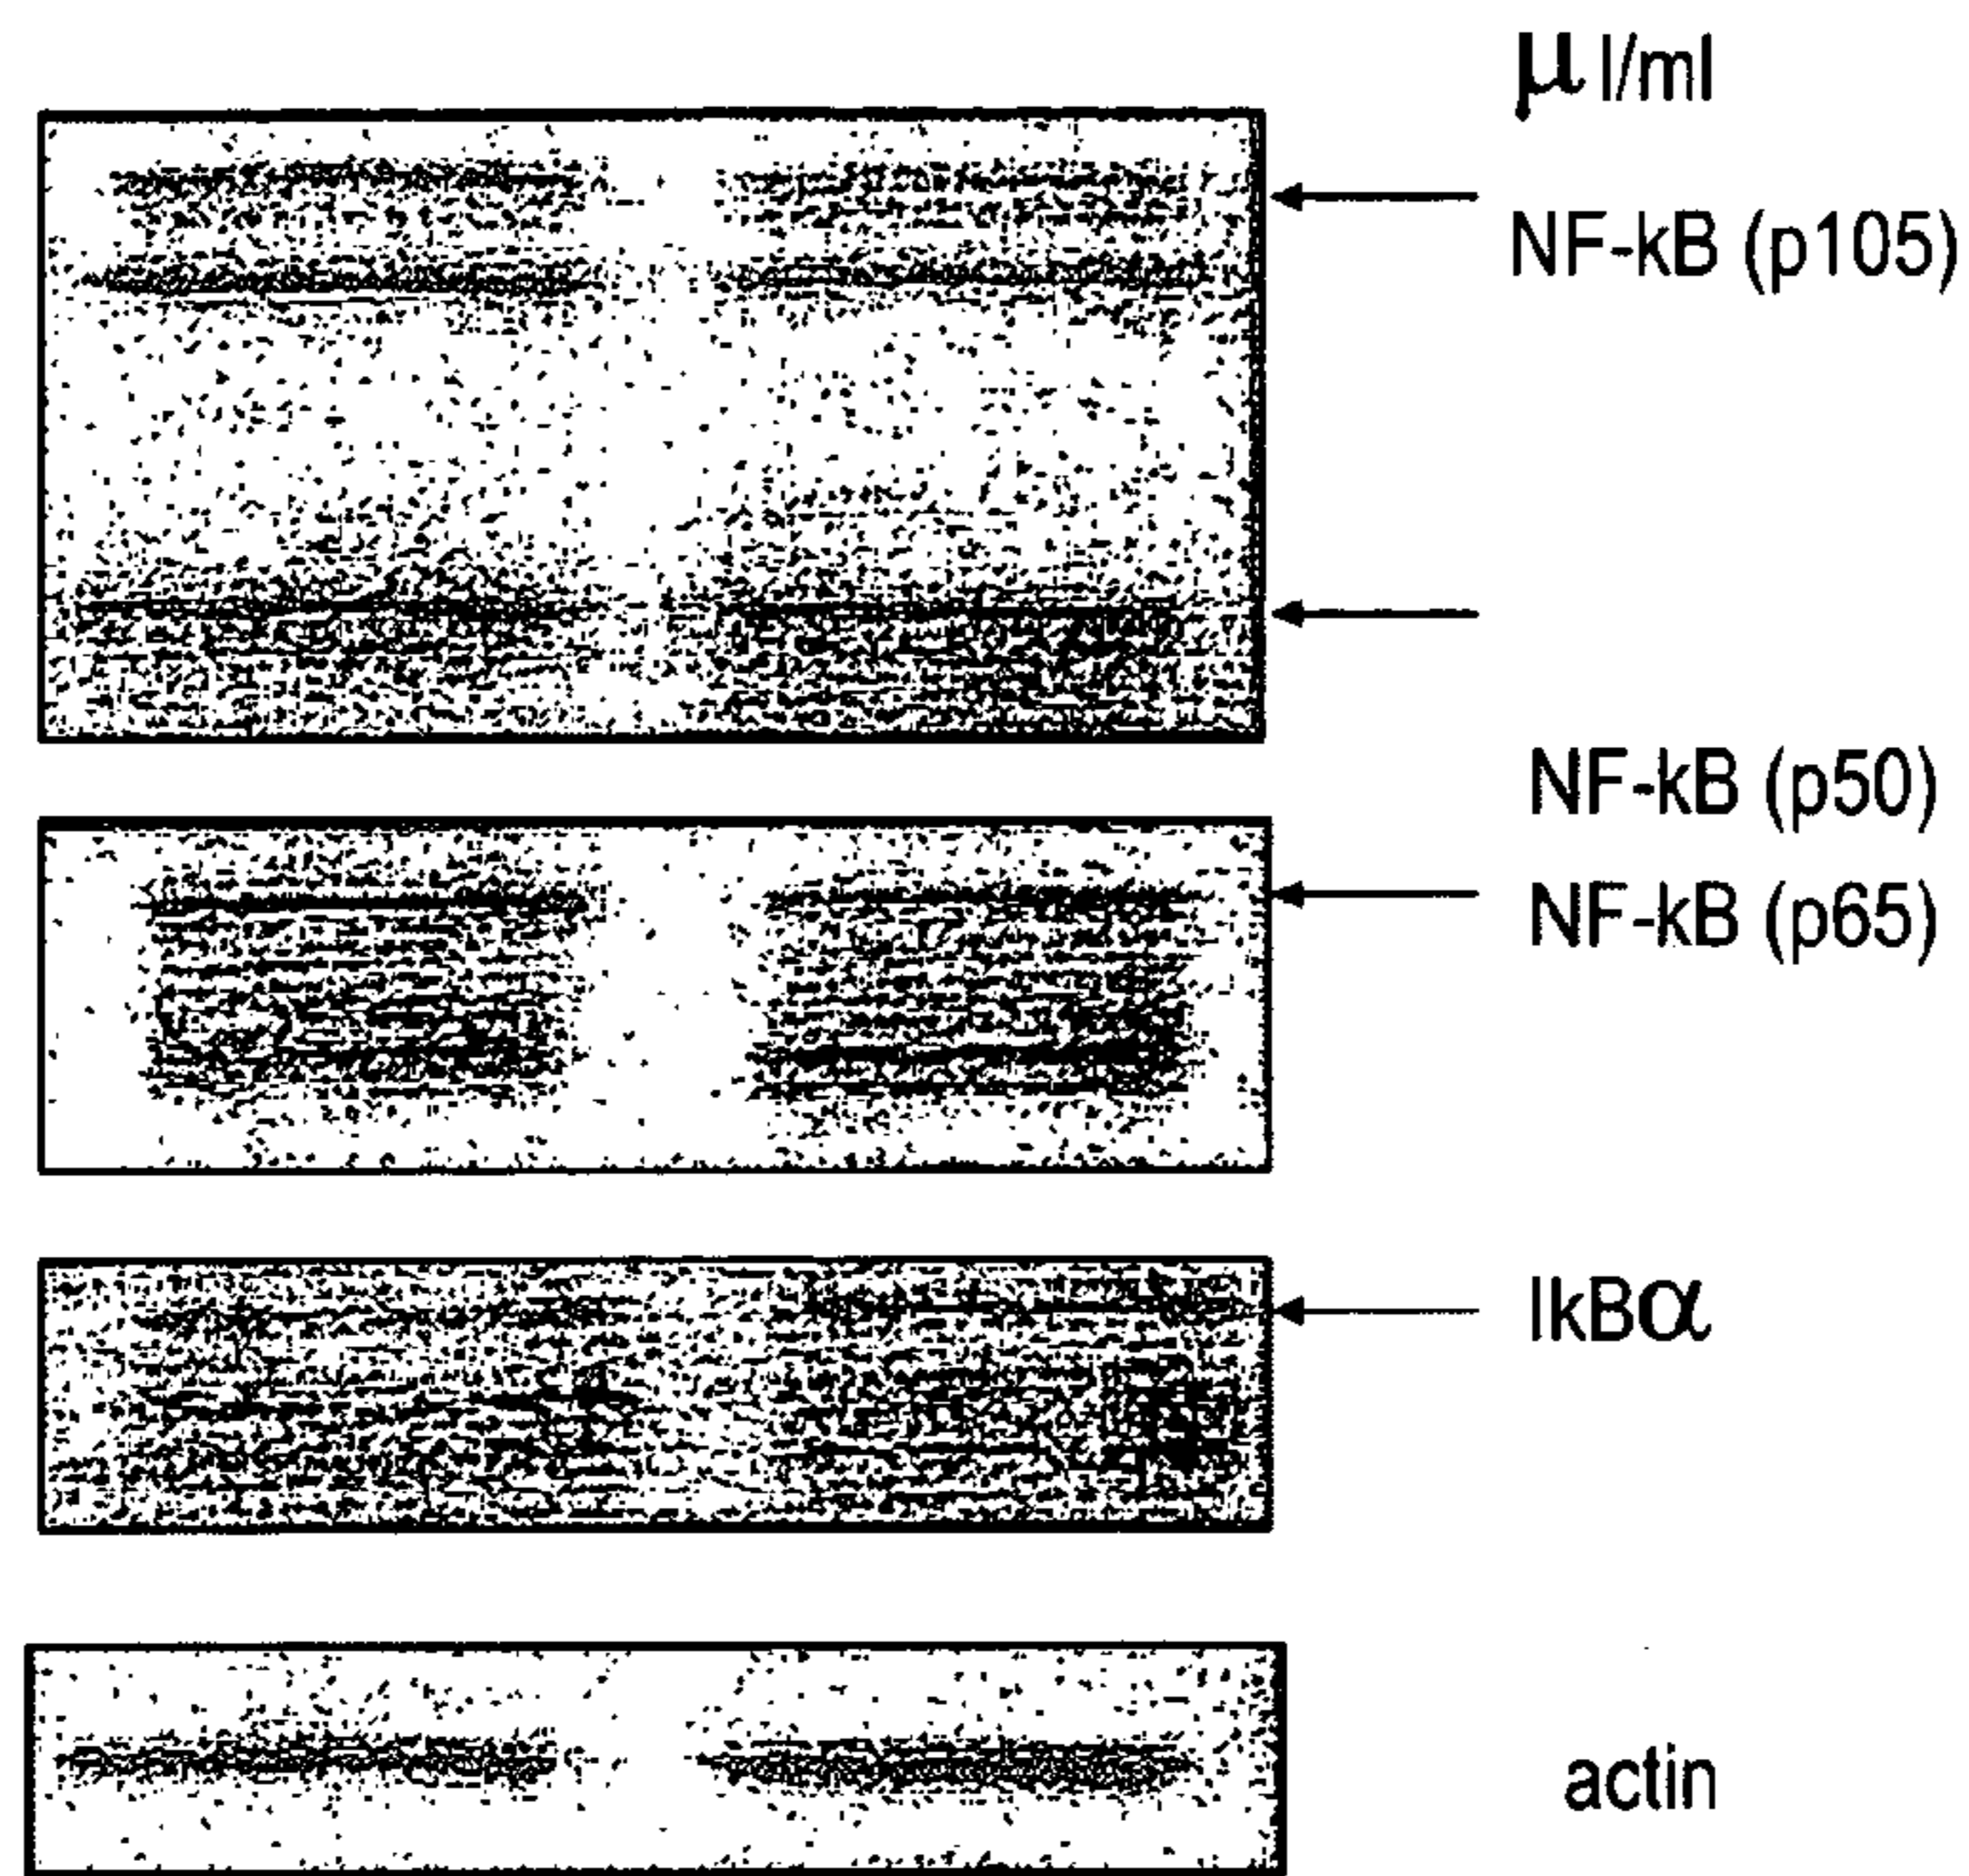 μl/ml
NF-kB (p105)
NF-kB (p50)
NF-kB (p65)
IkBα
actin